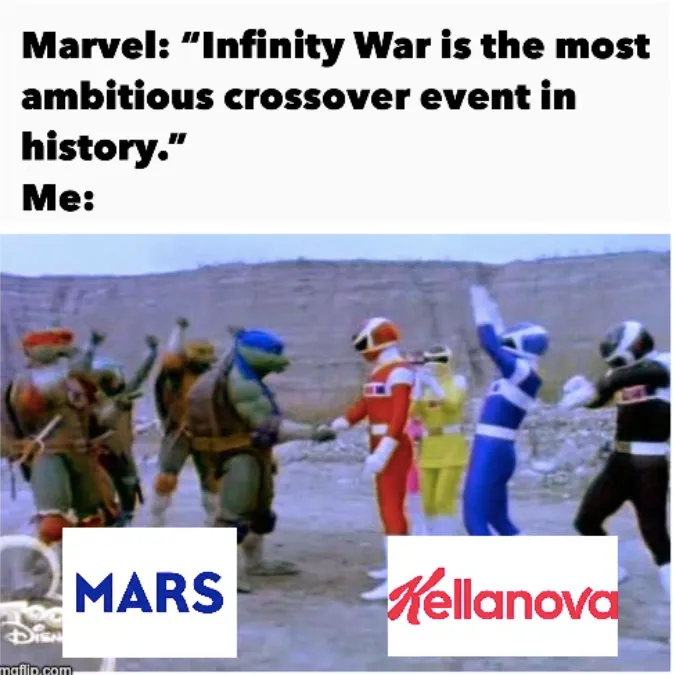 Marvel: “Infinity War is the most
ambitious crossover event in
history.”
Me:
MARS
Kellanova
imgflip.com